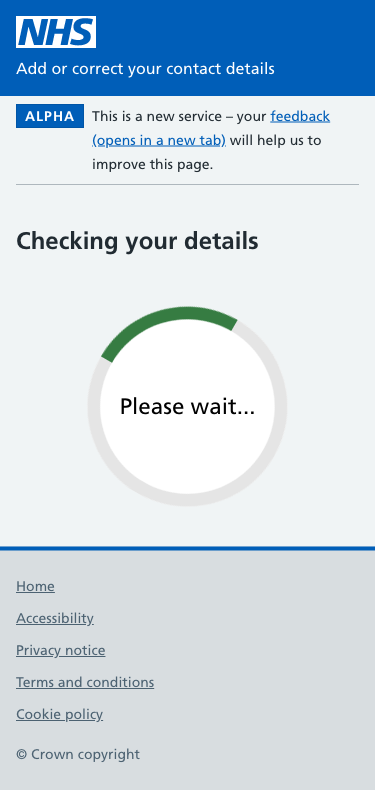 NHS
Add or correct your contact details
ALPHA
This is a new service – your feedback
(opens in a new tab) will help us to
improve this page.
Checking your details
Please wait...
Home
Accessibility
Privacy notice
Terms and conditions
Cookie policy
© Crown copyright